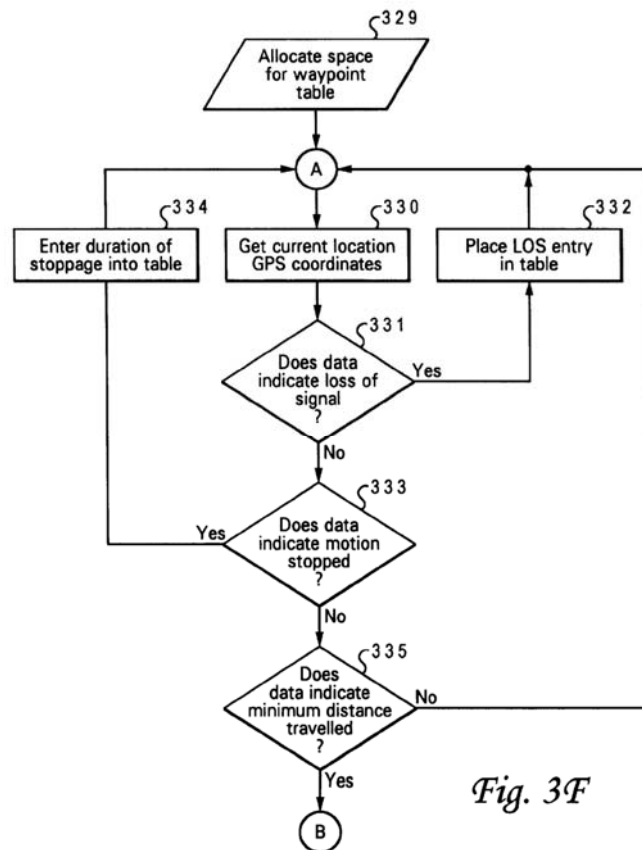 329
Allocate space
for waypoint
table
A
334
330
332
Enter duration of
stoppage into table
Get current location
GPS coordinates
Place LOS entry
in table
331
Does data
indicate loss of
signal
?
Yes
No
333
Yes
Does data
indicate motion
stopped
?
No
335
Does
data indicate
minimum distance
travelled
?
No
Yes
Fig. 3F
B